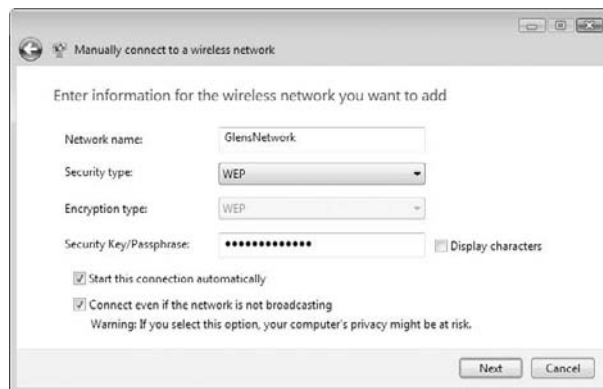 Manually connect to a wireless network
Enter information for the wireless network you want to add
Network name: GlensNetwork
Security type: WEP
Encryption type: WEP
Security Key/Passphrase: ••••••••••••• Display characters
Start this connection automatically
Connect even if the network is not broadcasting
Warning: If you select this option, your computer's privacy might be at risk.
Next Cancel